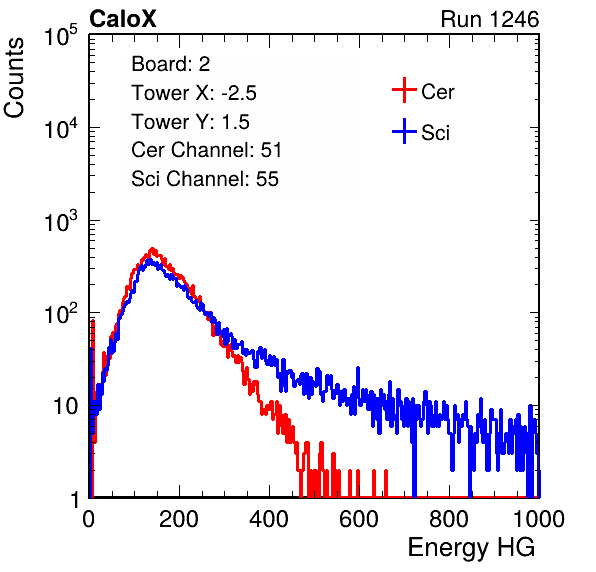 CaloX Run 1246
Counts
10^5
10^4
10^3
10^2
10
1
Board: 2
Tower X: -2.5
Tower Y: 1.5
Cer Channel: 51
Sci Channel: 55
Cer
Sci
0 200 400 600 800 1000
Energy HG